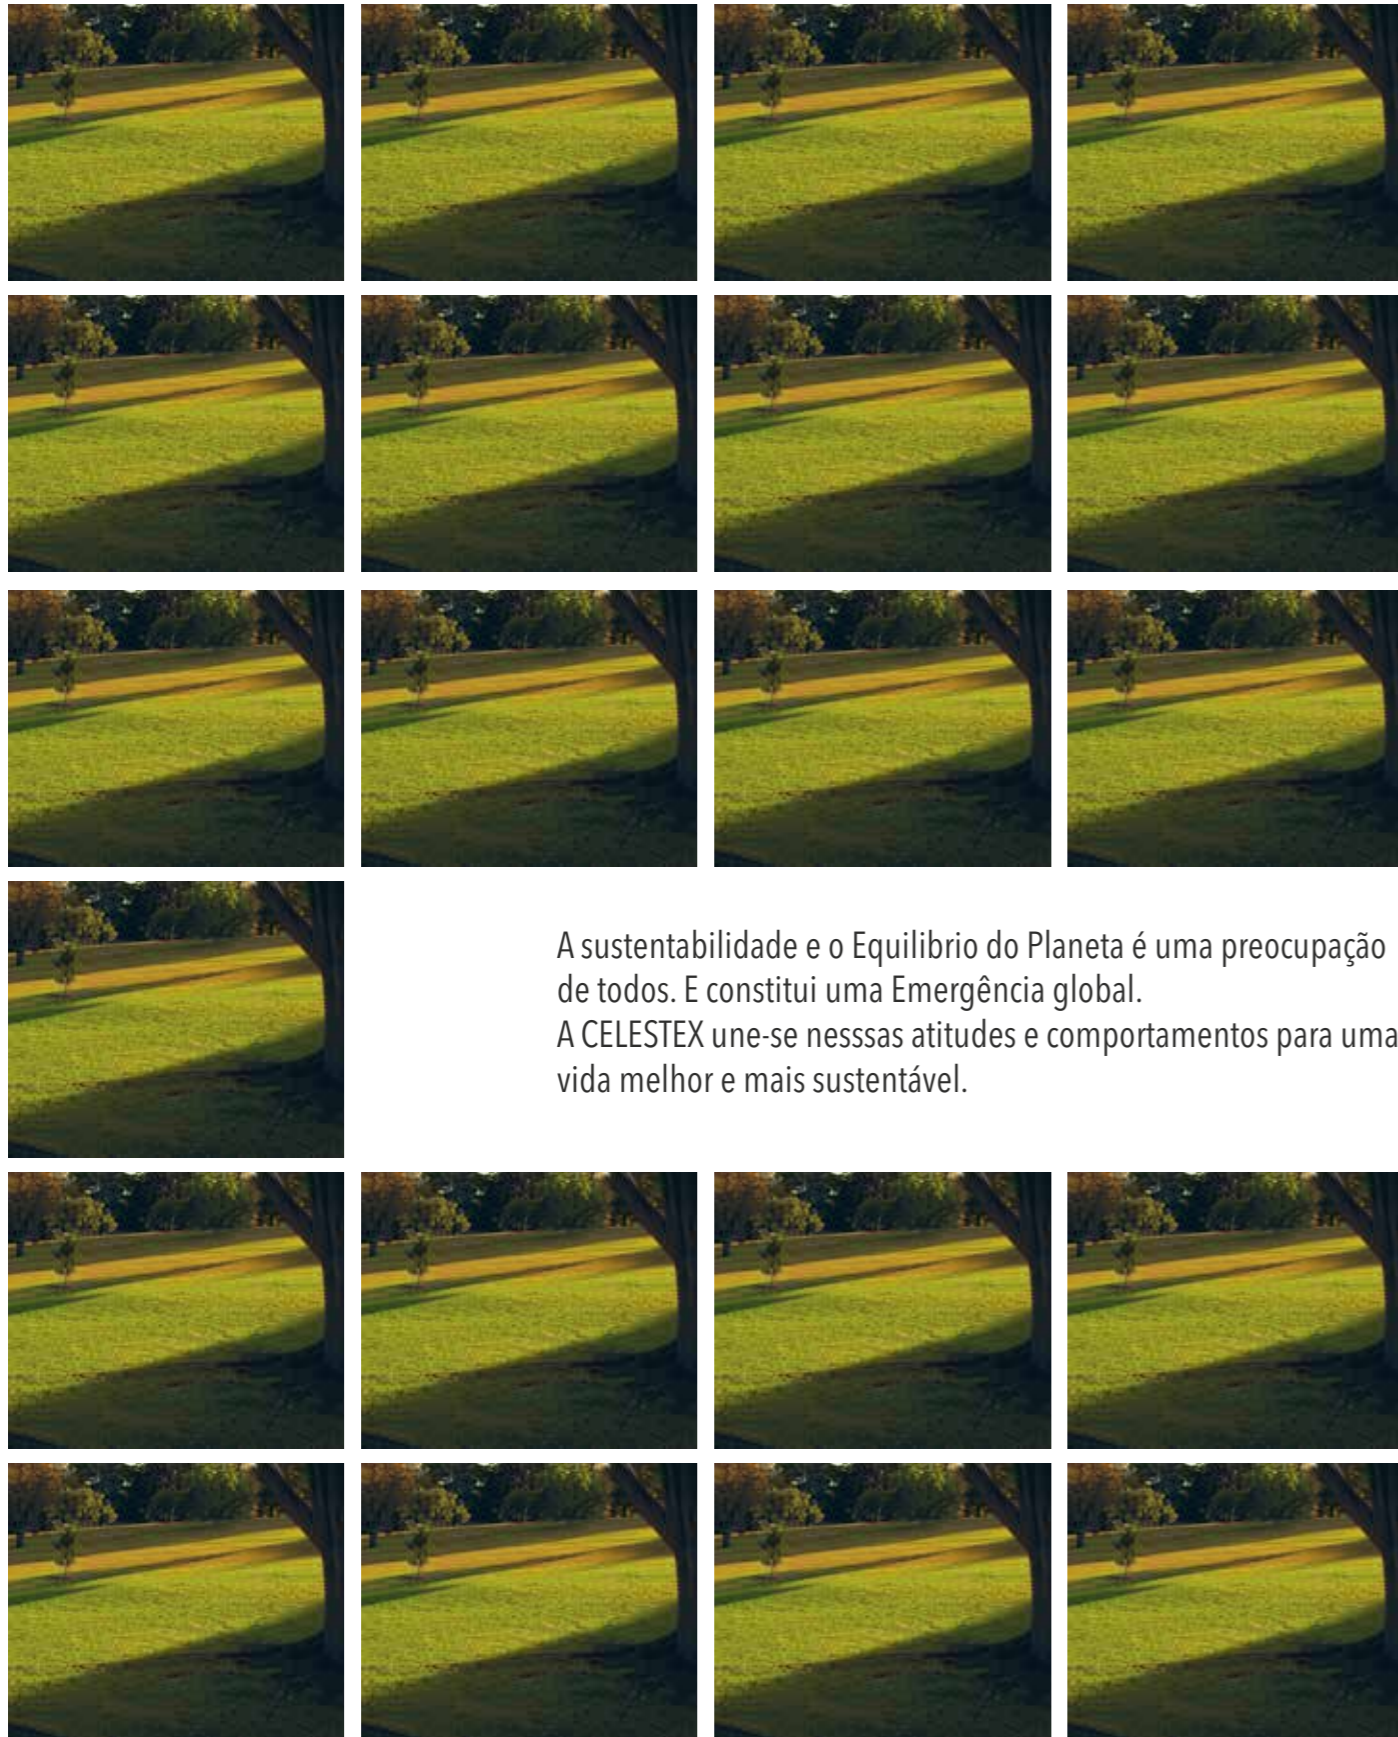 A sustentabilidade e o Equilibrio do Planeta é uma preocupação
de todos. E constitui uma Emergência global.
A CELESTEX une-se nesssas atitudes e comportamentos para uma
vida melhor e mais sustentável.